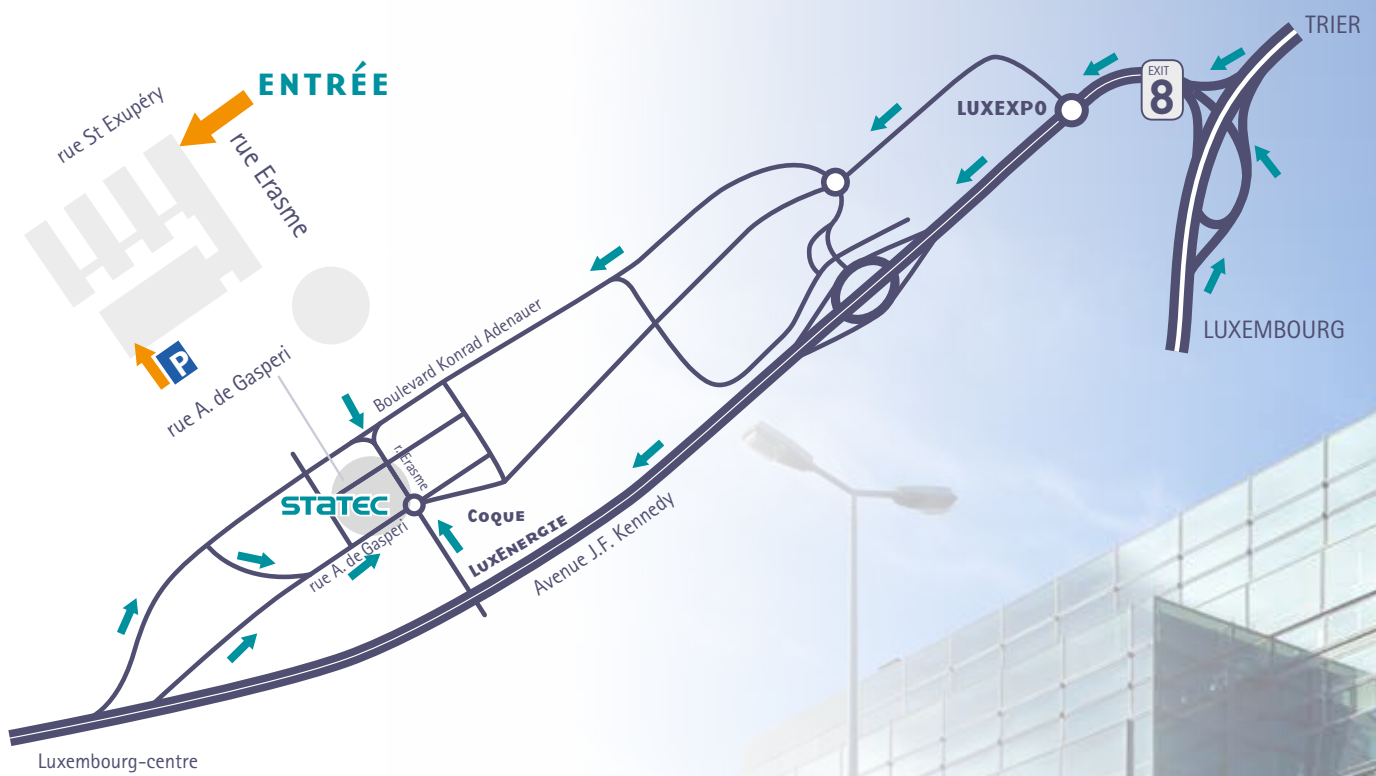 TRIER
ENTRÉE
EXIT
8
rue St Exupéry
LUXEXPO
rue Erasme
LUXEMBOURG
Boulevard Konrad Adenauer
P
rue A. de Gasperi
r. Erasme
STATEC
COQUE
LUXENERGIE
rue A. de Gasperi
Avenue J.F. Kennedy
Luxembourg-centre